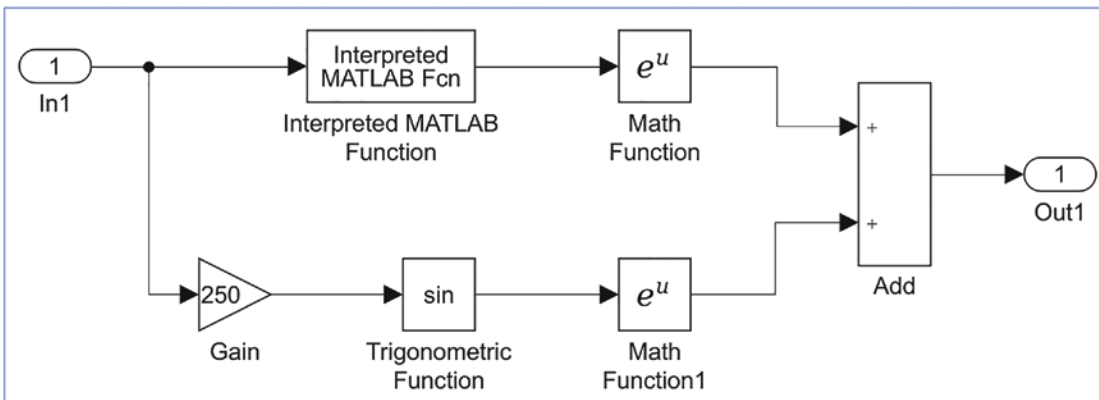 1
In1
Interpreted
MATLAB Fcn
Interpreted MATLAB
Function
e^u
Math
Function
+
+
Add
1
Out1
250
Gain
sin
Trigonometric
Function
e^u
Math
Function1